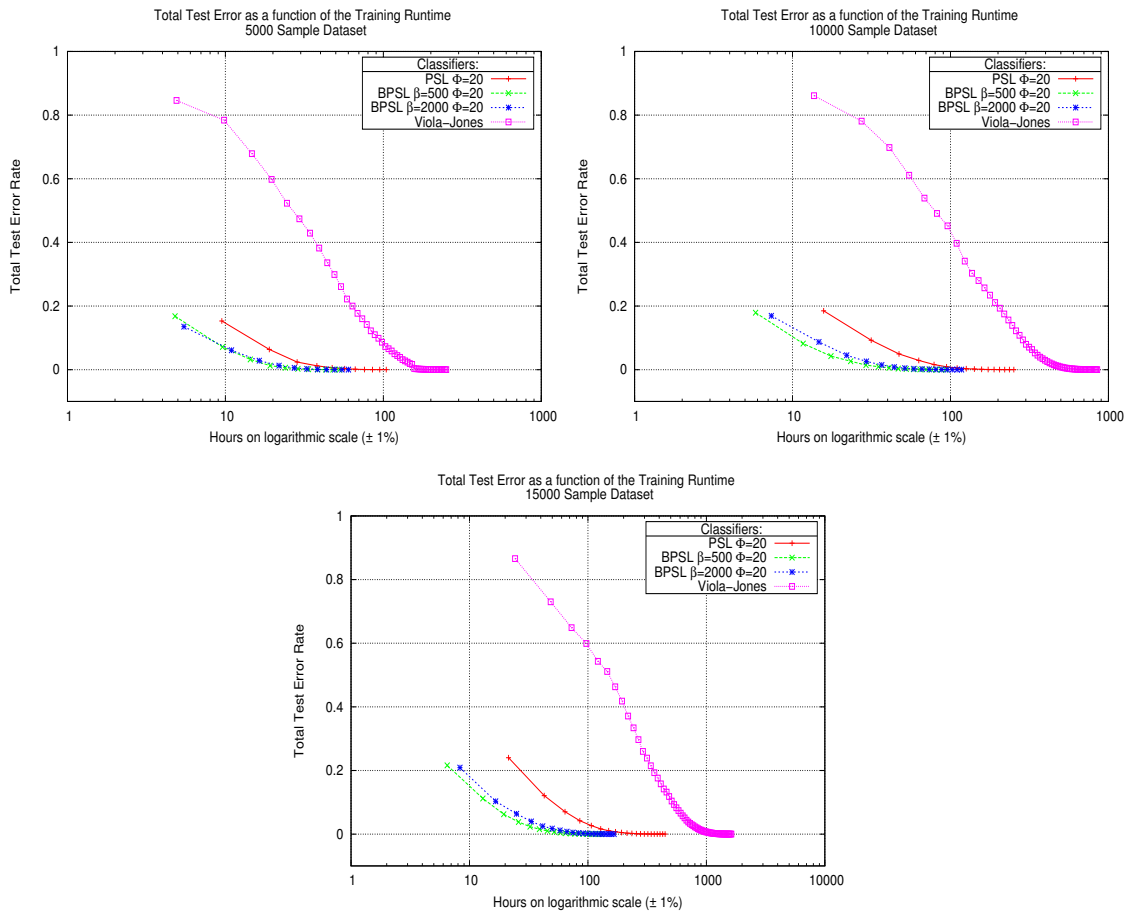 Total Test Error as a function of the Training Runtime
5000 Sample Dataset
1
0.8
0.6
0.4
0.2
0
Total Test Error Rate
Classifiers:
PSL Φ=20
BPSL β=500 Φ=20
BPSL β=2000 Φ=20
Viola−Jones
1
10
100
1000
Hours on logarithmic scale (± 1%)
Total Test Error as a function of the Training Runtime
10000 Sample Dataset
1
0.8
0.6
0.4
0.2
0
Total Test Error Rate
Classifiers:
PSL Φ=20
BPSL β=500 Φ=20
BPSL β=2000 Φ=20
Viola−Jones
1
10
100
1000
Hours on logarithmic scale (± 1%)
Total Test Error as a function of the Training Runtime
15000 Sample Dataset
1
0.8
0.6
0.4
0.2
0
Total Test Error Rate
Classifiers:
PSL Φ=20
BPSL β=500 Φ=20
BPSL β=2000 Φ=20
Viola−Jones
1
10
100
1000
10000
Hours on logarithmic scale (± 1%)